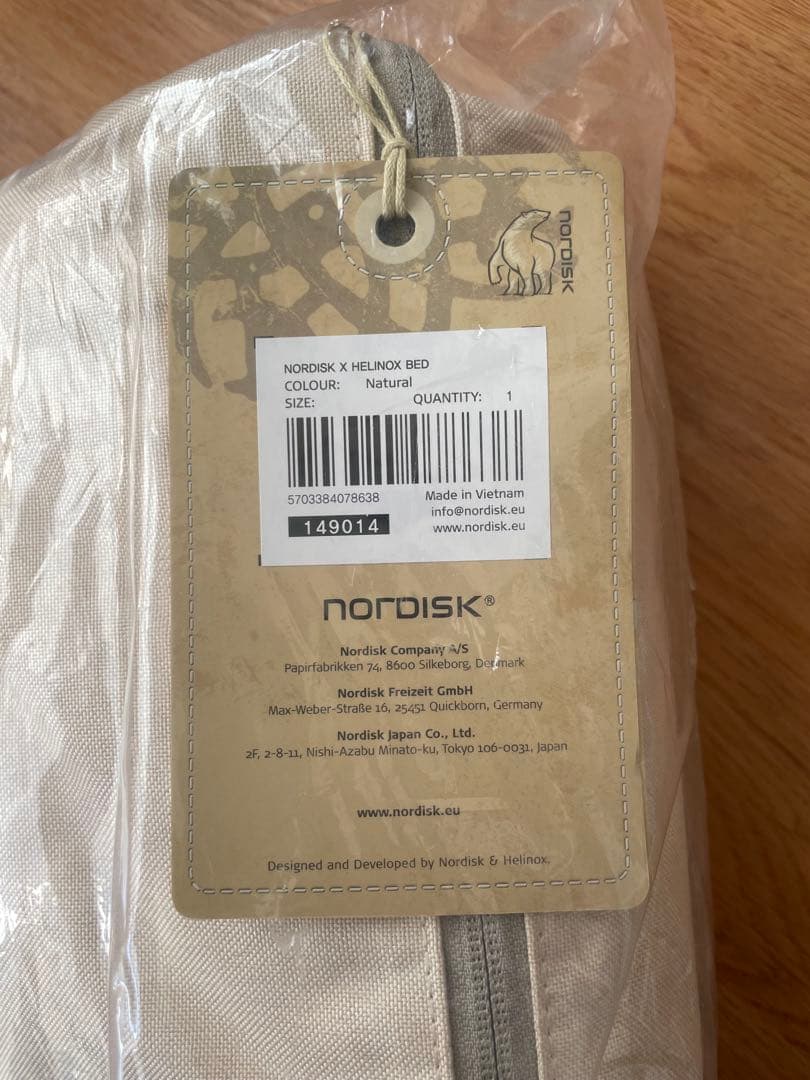 nordisk
NORDISK X HELINOX BED
COLOUR: Natural
SIZE: QUANTITY: 1
5703384078638 Made in Vietnam
info@nordisk.eu
149014 www.nordisk.eu
nordisk®
Nordisk Company A/S
Papirfabrikken 74, 8600 Silkeborg, Denmark
Nordisk Freizeit GmbH
Max-Weber-Straße 16, 25451 Quickborn, Germany
Nordisk Japan Co., Ltd.
2F, 2-8-11, Nishi-Azabu Minato-ku, Tokyo 106-0031, Japan
www.nordisk.eu
Designed and Developed by Nordisk & Helinox.